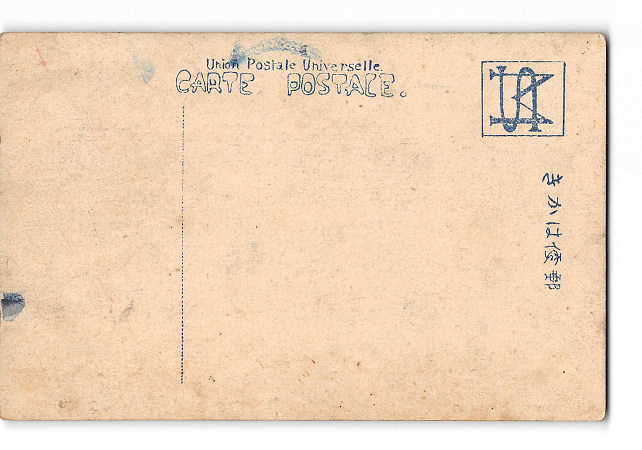 Union Postale Universelle.
CARTE POSTALE.
きかは便郵